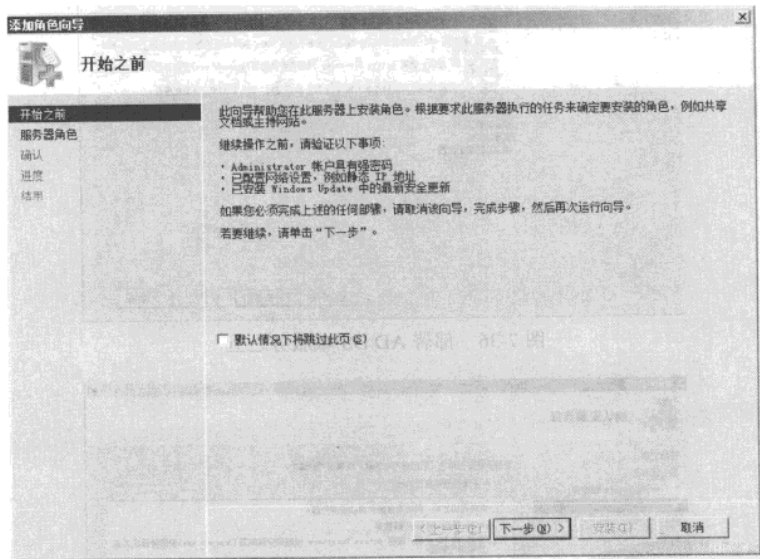 添加角色向导
开始之前
开始之前
服务器角色
确认
进度
结果
此向导帮助您在此服务器上安装角色。根据要求此服务器执行的任务来确定要安装的角色，例如共享
文档或主持网站。
继续操作之前，请验证以下事项:
· Administrator 帐户具有强密码
· 已配置网络设置，例如静态 IP 地址
· 已安装 Windows Update 中的最新安全更新
如果您必须完成上述的任何步骤，请取消该向导，完成步骤，然后再次运行向导。
若要继续，请单击“下一步”。
默认情况下将跳过此页(S)
< 上一步(P) 下一步(N) > 安装(I) 取消